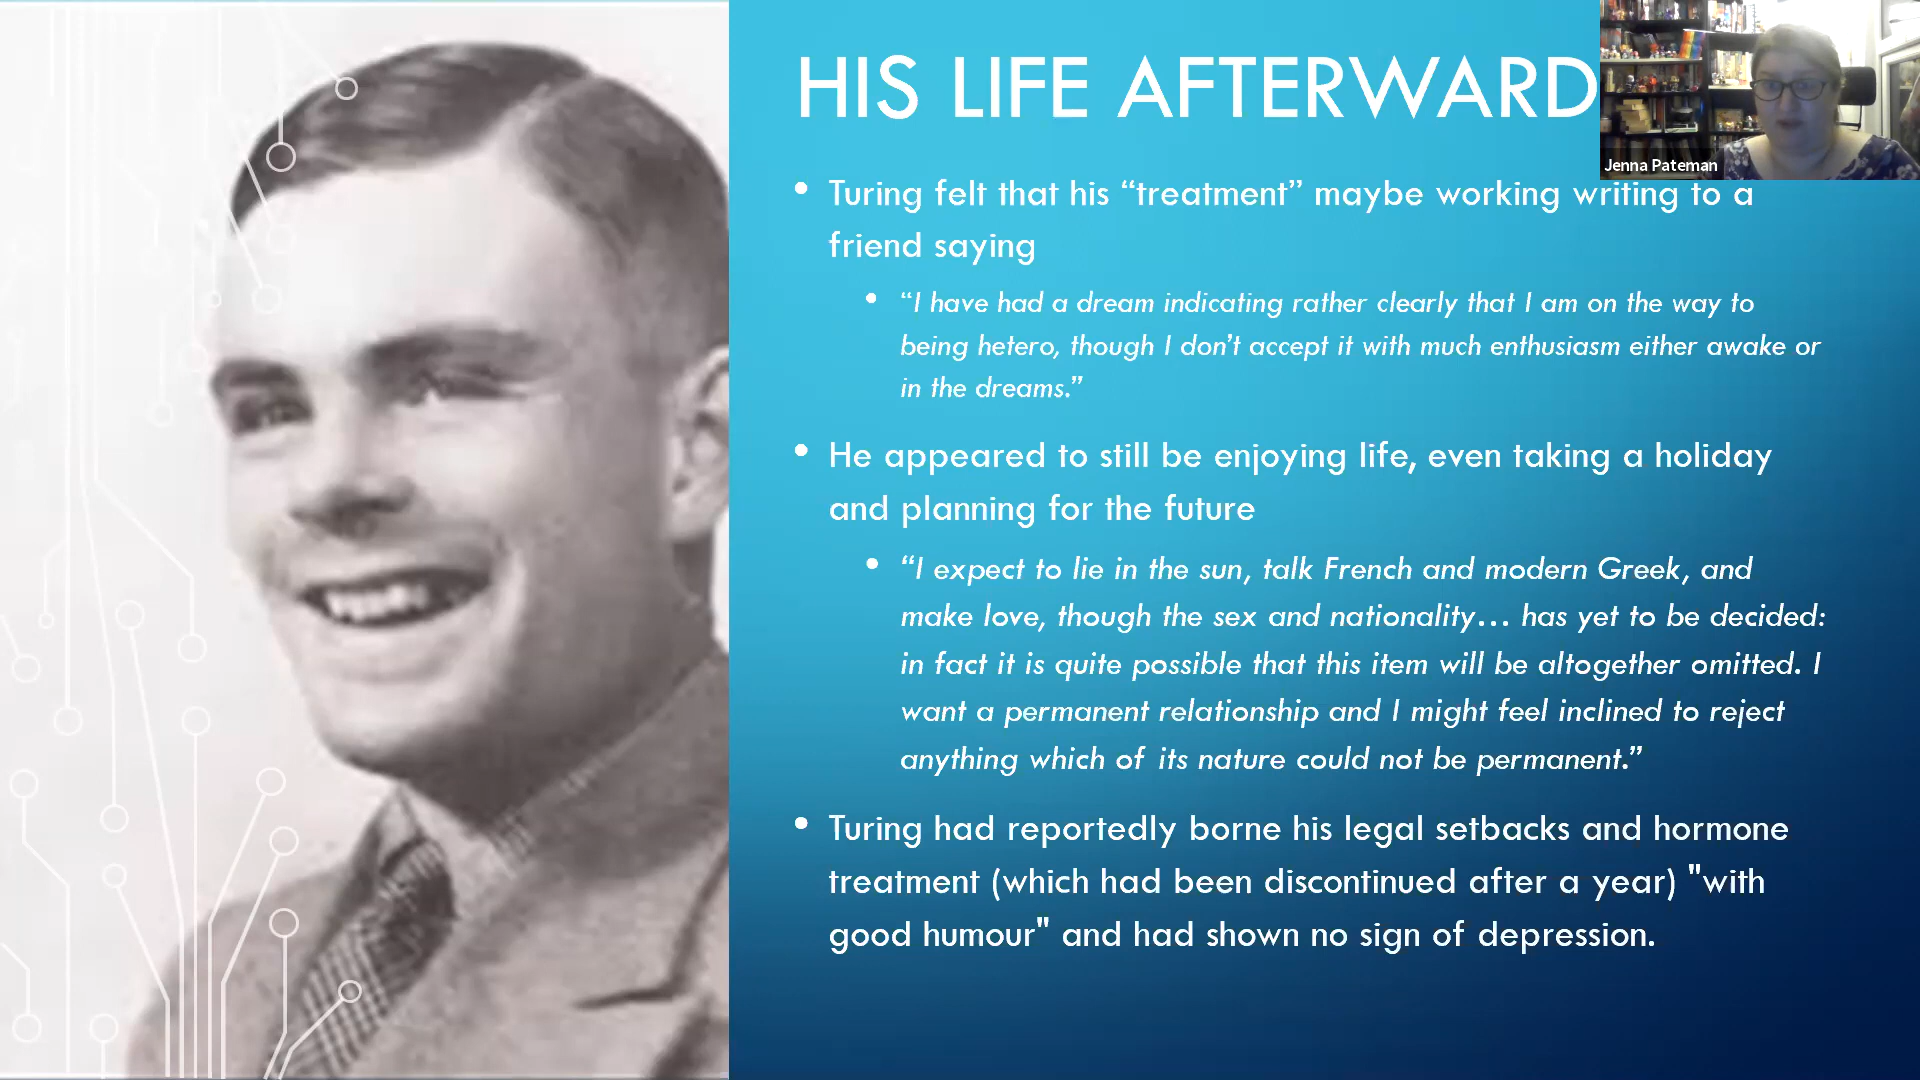 HIS LIFE AFTERWARD
Jenna Pateman
• Turing felt that his “treatment” maybe working writing to a
friend saying
• “I have had a dream indicating rather clearly that I am on the way to
being hetero, though I don’t accept it with much enthusiasm either awake or
in the dreams.”
• He appeared to still be enjoying life, even taking a holiday
and planning for the future
• “I expect to lie in the sun, talk French and modern Greek, and
make love, though the sex and nationality… has yet to be decided:
in fact it is quite possible that this item will be altogether omitted. I
want a permanent relationship and I might feel inclined to reject
anything which of its nature could not be permanent.”
• Turing had reportedly borne his legal setbacks and hormone
treatment (which had been discontinued after a year) "with
good humour" and had shown no sign of depression.